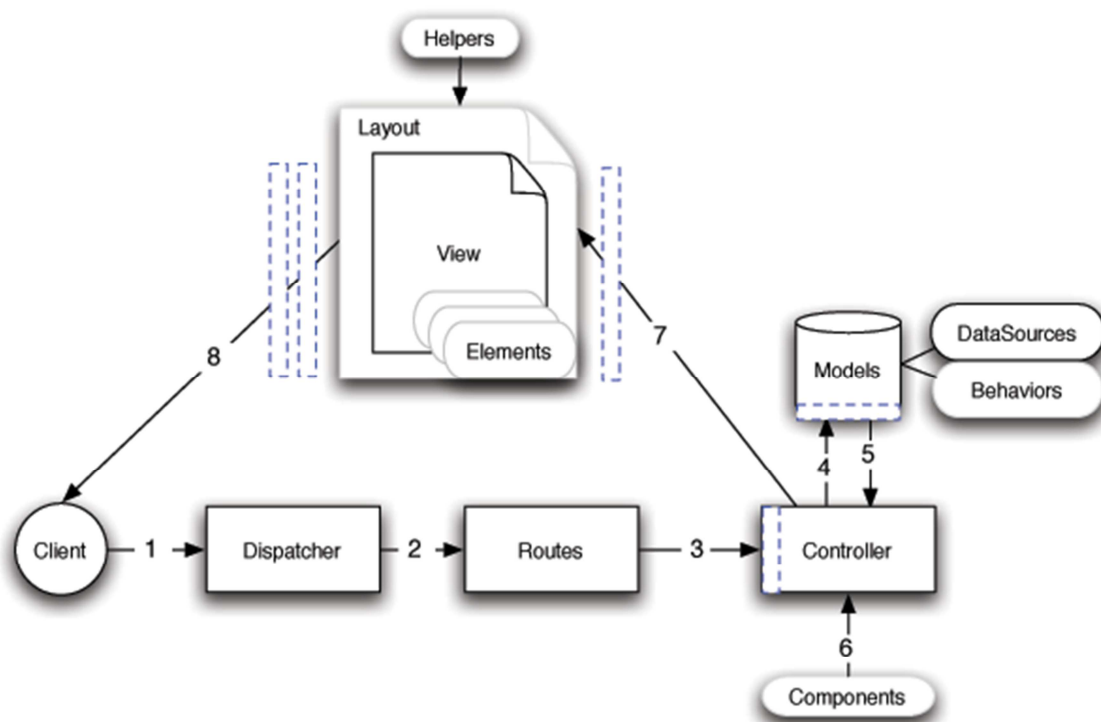 Helpers
Layout
View
Elements
8
7
DataSources
Models
Behaviors
4
5
Client
1
Dispatcher
2
Routes
3
Controller
6
Components